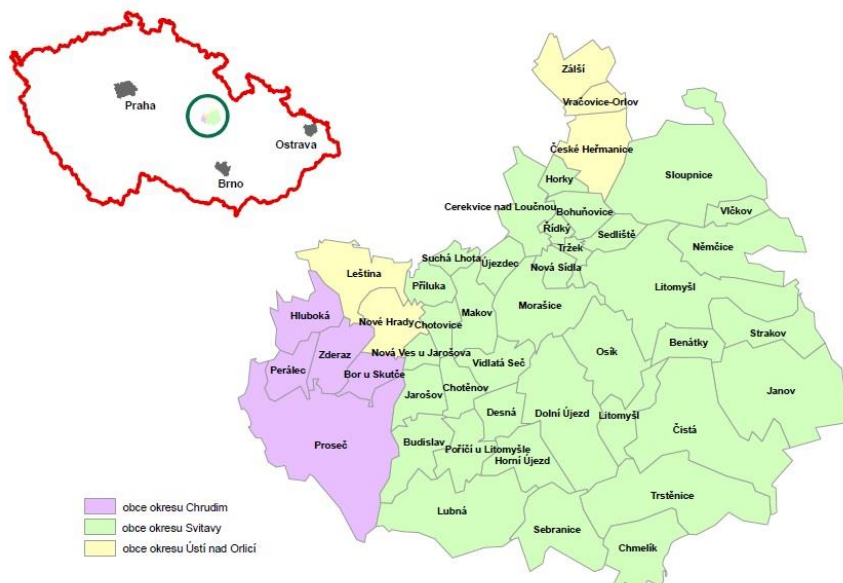 Praha
Ostrava
Brno
Zálší
Vračovice-Orlov
České Heřmanice
Sloupnice
Horky
Cerekvice nad Loučnou
Bohuňovice
Vlčkov
Řídký
Sedliště
Tržek
Němčice
Suchá Lhota
Újezdec
Nová Sídla
Leština
Příluka
Litomyšl
Hluboká
Makov
Morašice
Nové Hrady
Chotovice
Strakov
Zderaz
Nová Ves u Jarošova
Osík
Benátky
Perálec
Bor u Skutče
Vidlatá Seč
Jarošov
Chotěnov
Janov
Desná
Dolní Újezd
Litomyšl
Čistá
Proseč
Budislav
Poříčí u Litomyšle
Horní Újezd
Trstěnice
Lubná
Sebranice
Chmelík
obce okresu Chrudim
obce okresu Svitavy
obce okresu Ústí nad Orlicí